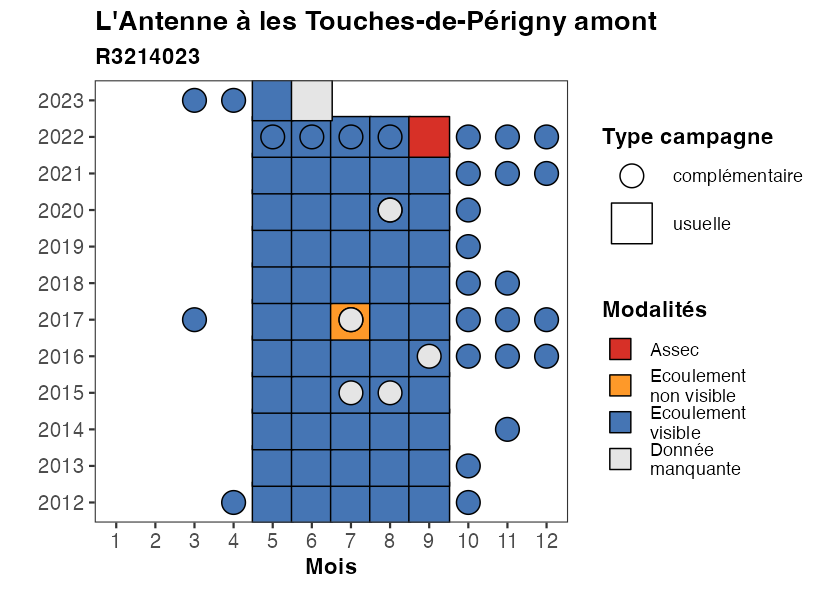 L'Antenne à les Touches-de-Périgny amont
R3214023
2023
2022
2021
2020
2019
2018
2017
2016
2015
2014
2013
2012
1 2 3 4 5 6 7 8 9 10 11 12
Mois
Type campagne
complémentaire
usuelle
Modalités
Assec
Ecoulement
non visible
Ecoulement
visible
Donnée
manquante